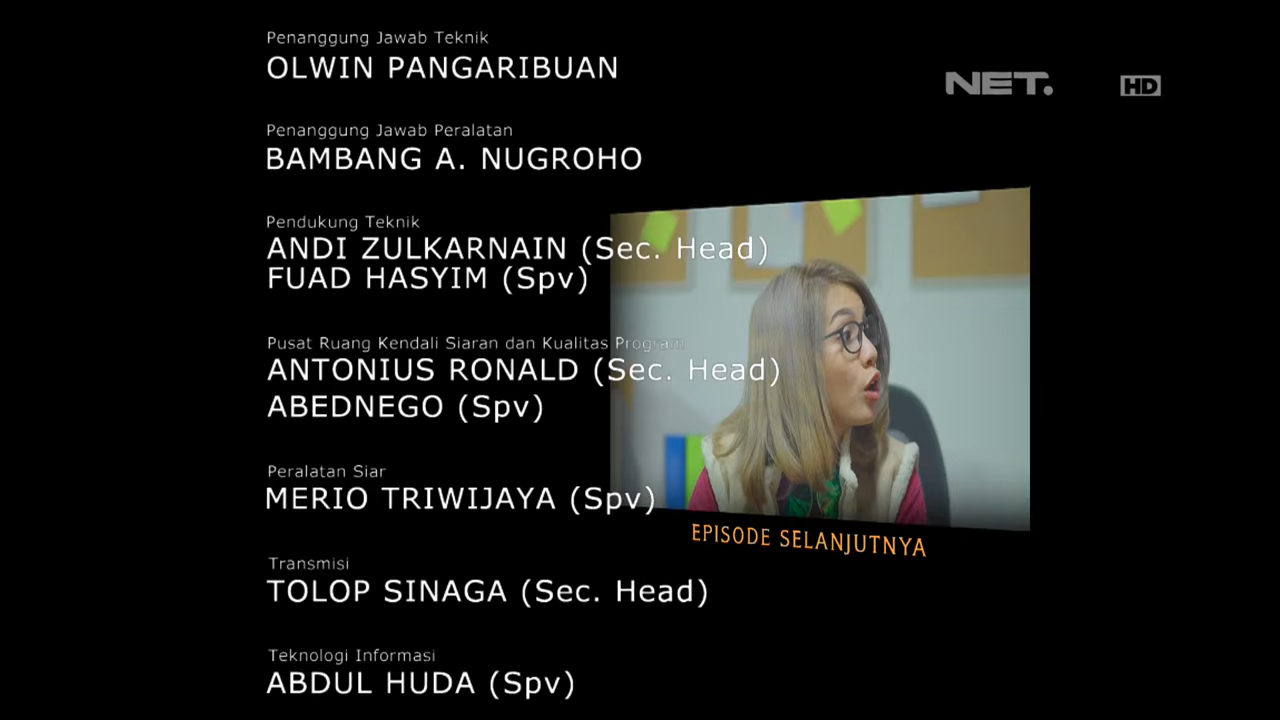 Penanggung Jawab Teknik
OLWIN PANGARIBUAN
NET.
HD
Penanggung Jawab Peralatan
BAMBANG A. NUGROHO
Pendukung Teknik
ANDI ZULKARNAIN (Sec. Head)
FUAD HASYIM (Spv)
Pusat Ruang Kendali Siaran dan Kualitas Program
ANTONIUS RONALD (Sec. Head)
ABEDNEGO (Spv)
Peralatan Siar
MERIO TRIWIJAYA (Spv)
EPISODE SELANJUTNYA
Transmisi
TOLOP SINAGA (Sec. Head)
Teknologi Informasi
ABDUL HUDA (Spv)